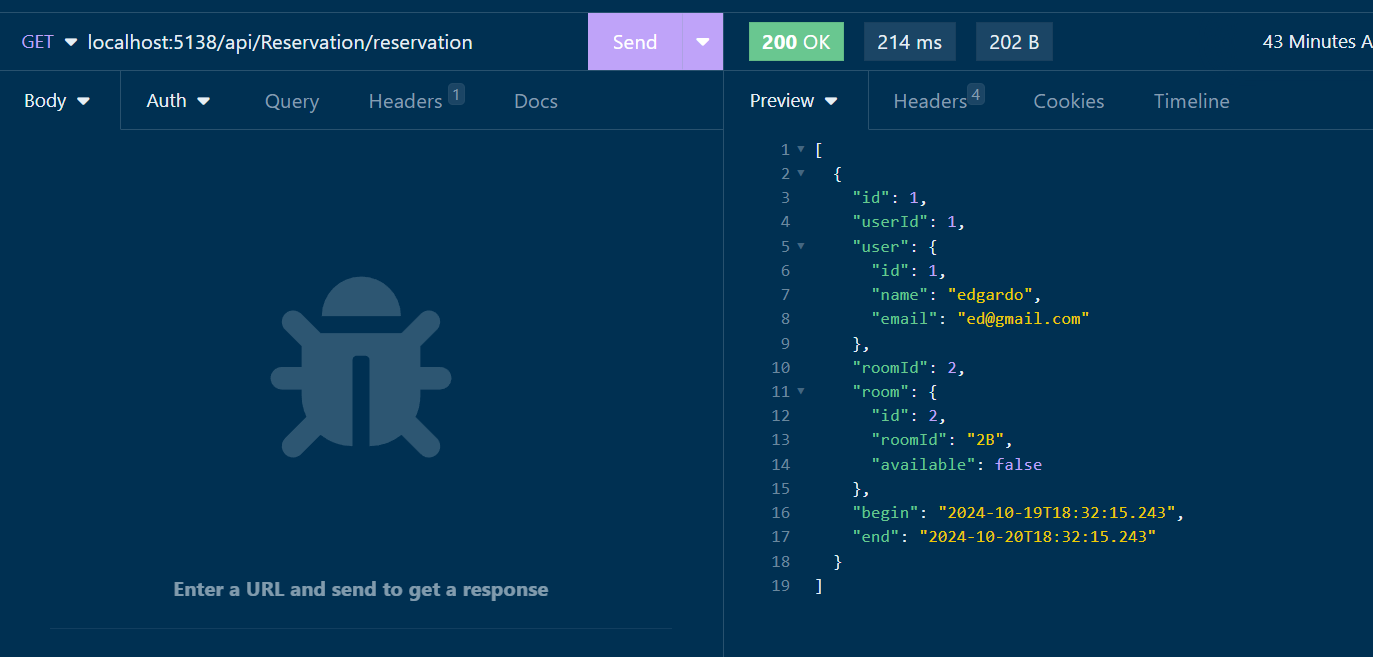 GET localhost:5138/api/Reservation/reservation Send 200 OK 214 ms 202 B 43 Minutes A
Body Auth Query Headers 1 Docs Preview Headers 4 Cookies Timeline
1 [
2 {
3 "id": 1,
4 "userId": 1,
5 "user": {
6 "id": 1,
7 "name": "edgardo",
8 "email": "ed@gmail.com"
9 },
10 "roomId": 2,
11 "room": {
12 "id": 2,
13 "roomId": "2B",
14 "available": false
15 },
16 "begin": "2024-10-19T18:32:15.243",
17 "end": "2024-10-20T18:32:15.243"
18 }
19 ]
Enter a URL and send to get a response